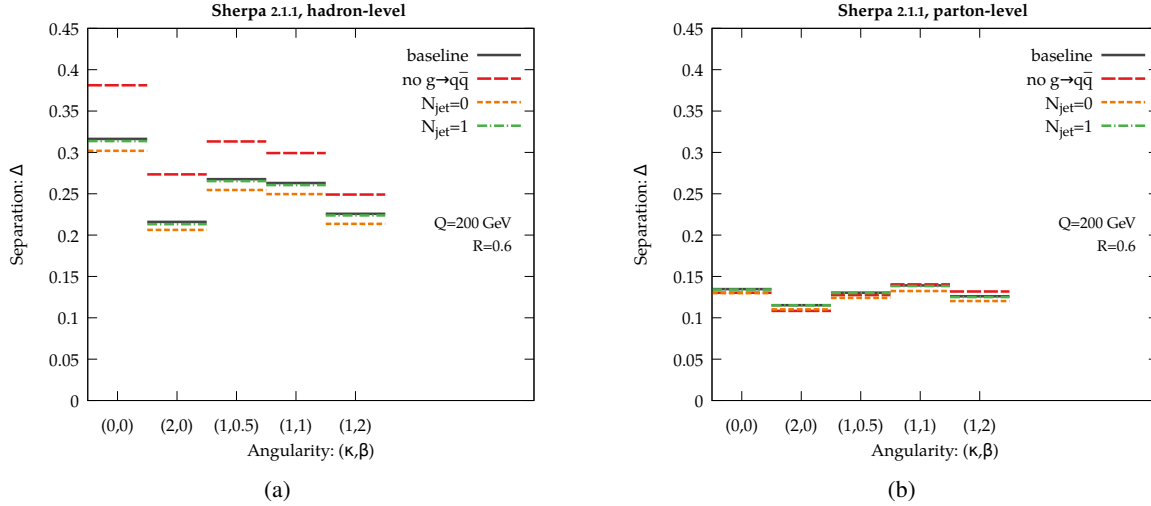 Sherpa 2.1.1, hadron-level
Separation: Δ
0.45
0.4
0.35
0.3
0.25
0.2
0.15
0.1
0.05
0
baseline
no g→qq̅
N_jet=0
N_jet=1
Q=200 GeV
R=0.6
(0,0) (2,0) (1,0.5) (1,1) (1,2)
Angularity: (κ,β)
(a)
Sherpa 2.1.1, parton-level
Separation: Δ
0.45
0.4
0.35
0.3
0.25
0.2
0.15
0.1
0.05
0
baseline
no g→qq̅
N_jet=0
N_jet=1
Q=200 GeV
R=0.6
(0,0) (2,0) (1,0.5) (1,1) (1,2)
Angularity: (κ,β)
(b)